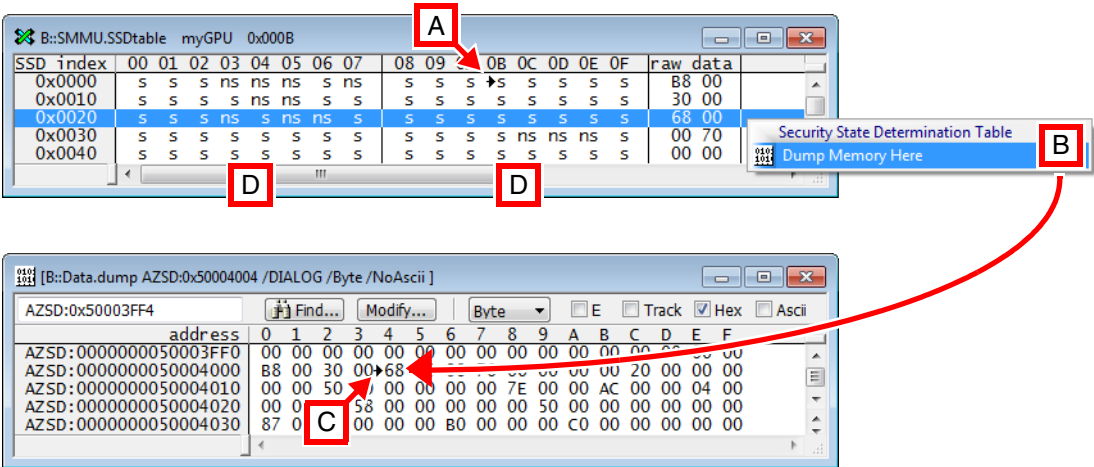 A
B::SMMU.SSDtable myGPU 0x000B
SSD index 00 01 02 03 04 05 06 07 08 09 0B 0C 0D 0E 0F raw data
0x0000 s s s ns ns ns s ns s s s s s s s s B8 00
0x0010 s s s s ns ns s s s s s s s s s s 30 00
0x0020 s s s ns s ns ns s s s s s s s s s 68 00
0x0030 s s s s s s s s s s s s ns ns ns s 00 70
0x0040 s s s s s s s s s s s s s s s s 00 00
Security State Determination Table
Dump Memory Here
B
D D
[B::Data.dump AZSD:0x50004004 /DIALOG /Byte /NoAscii ]
AZSD:0x50003FF4 Find... Modify... Byte E Track Hex Ascii
address 0 1 2 3 4 5 6 7 8 9 A B C D E F
AZSD:0000000050003FF0 00 00 00 00 00 00 00 00 00 00 00 00 00 00 00 00
AZSD:0000000050004000 B8 00 30 00 68 00 00 20 00 00 00
AZSD:0000000050004010 00 00 50 00 00 00 00 7E 00 00 AC 00 00 04 00
AZSD:0000000050004020 00 58 00 00 00 00 00 50 00 00 00 00 00 00
AZSD:0000000050004030 87 00 00 00 B0 00 00 00 C0 00 00 00 00 00
C